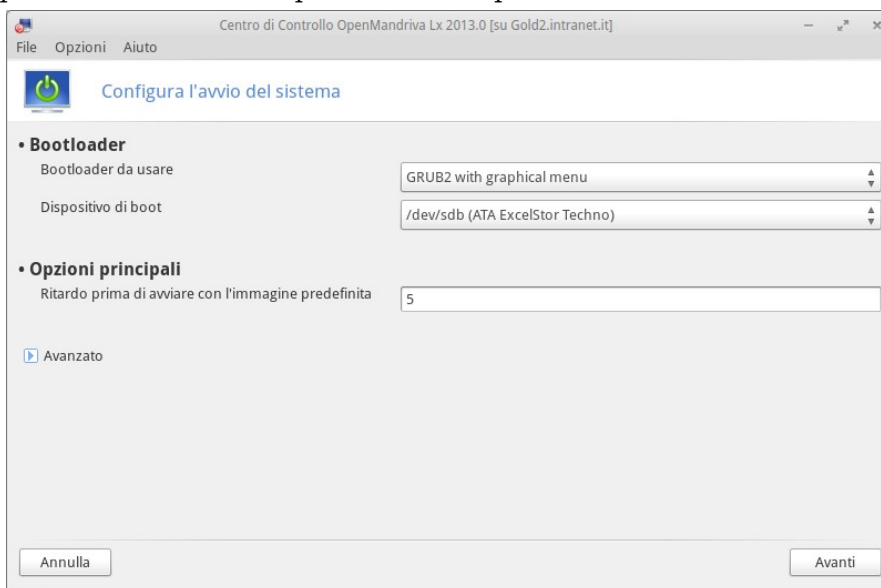 Centro di Controllo OpenMandriva Lx 2013.0 [su Gold2.intranet.it]
File Opzioni Aiuto
Configura l'avvio del sistema
• Bootloader
Bootloader da usare
GRUB2 with graphical menu
Dispositivo di boot
/dev/sdb (ATA ExcelStor Techno)
• Opzioni principali
Ritardo prima di avviare con l'immagine predefinita
5
Avanzato
Annulla
Avanti